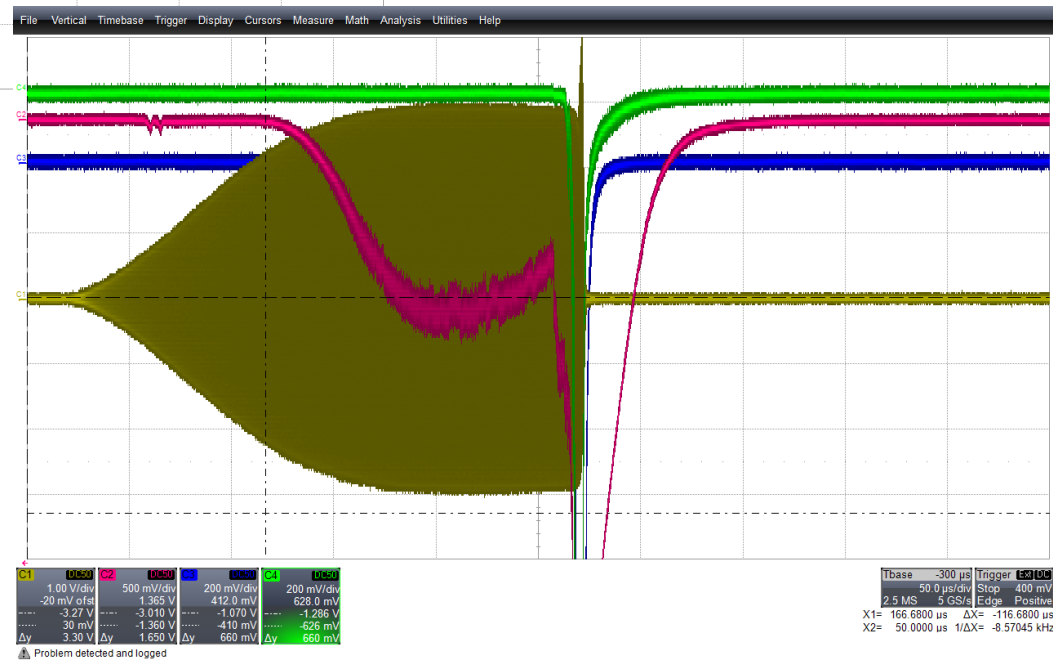 File Vertical Timebase Trigger Display Cursors Measure Math Analysis Utilities Help
C4
C2
C3
C1
C1 DC50
1.00 V/div
-20 mV ofst
-3.27 V
30 mV
Δy 3.30 V
C2 DC50
500 mV/div
1.365 V
-3.010 V
-1.360 V
Δy 1.650 V
DC50
200 mV/div
412.0 mV
-1.070 V
-410 mV
Δy 660 mV
C4 DC50
200 mV/div
628.0 mV
-1.286 V
-626 mV
Δy 660 mV
Tbase -300 µs
50.0 µs/div
2.5 MS 5 GS/s
Trigger Ext DC
Stop 400 mV
Edge Positive
X1= 166.6800 µs ΔX= -116.6800 µs
X2= 50.0000 µs 1/ΔX= -8.57045 kHz
Problem detected and logged